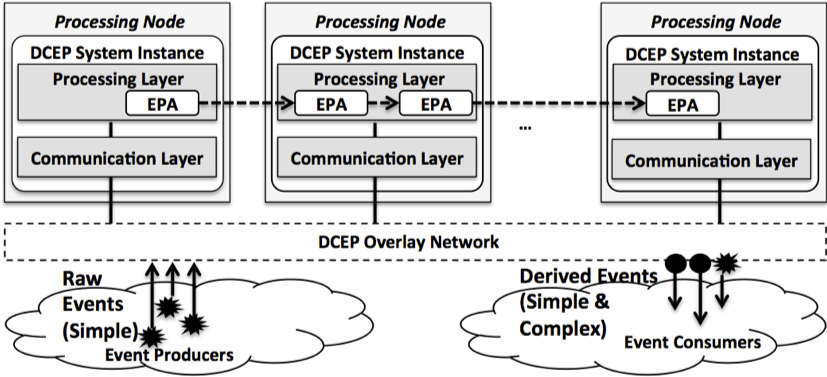 Processing Node
DCEP System Instance
Processing Layer
EPA
Communication Layer
Processing Node
DCEP System Instance
Processing Layer
EPA
EPA
Communication Layer
...
Processing Node
DCEP System Instance
Processing Layer
EPA
Communication Layer
DCEP Overlay Network
Raw
Events
(Simple)
Event Producers
Derived Events
(Simple &
Complex)
Event Consumers